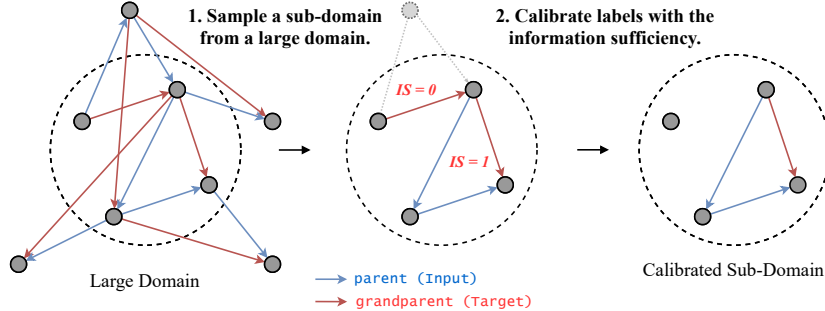 1. Sample a sub-domain
from a large domain.
2. Calibrate labels with the
information sufficiency.
IS = 0
IS = 1
Large Domain
parent (Input)
grandparent (Target)
Calibrated Sub-Domain